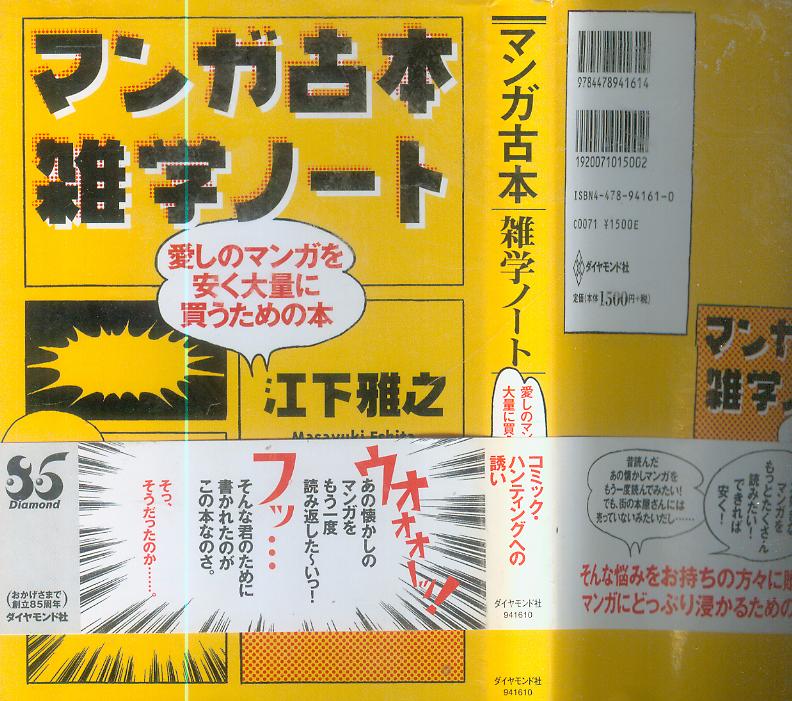 マンガ古本
雑学ノート
愛しのマンガを
安く大量に
買うための本
江下雅之
Masayuki Eshita
85
Diamond
(おかげさまで
創立85周年)
ダイヤモンド社
ウオォォォーッ!!
あの懐かしの
マンガを
もう一度
読み返した〜いっ!
フッ…
そんな君のために
書かれたのが
この本なのさ。
そっ、
そうだったのか……。
マンガ古本
雑学ノート
愛しのマン
大量に買
コミック・
ハンティングへの
誘い
ダイヤモンド社
941610
ダイヤモンド社
941610
9784478941614
1920071015002
ISBN4-478-94161-0
C0071 ¥1500E
ダイヤモンド社
定価(本体1500円+税)
マン
雑学
昔読んだ
あの懐かしマンガを
もう一度読んでみたい!
でも、街の本屋さんには
売っていないみたいだし……
もっとたくさん
マンガを
読みたい!
できれば
安く!
そんな悩みをお持ちの方々に
マンガにどっぷり浸かるための